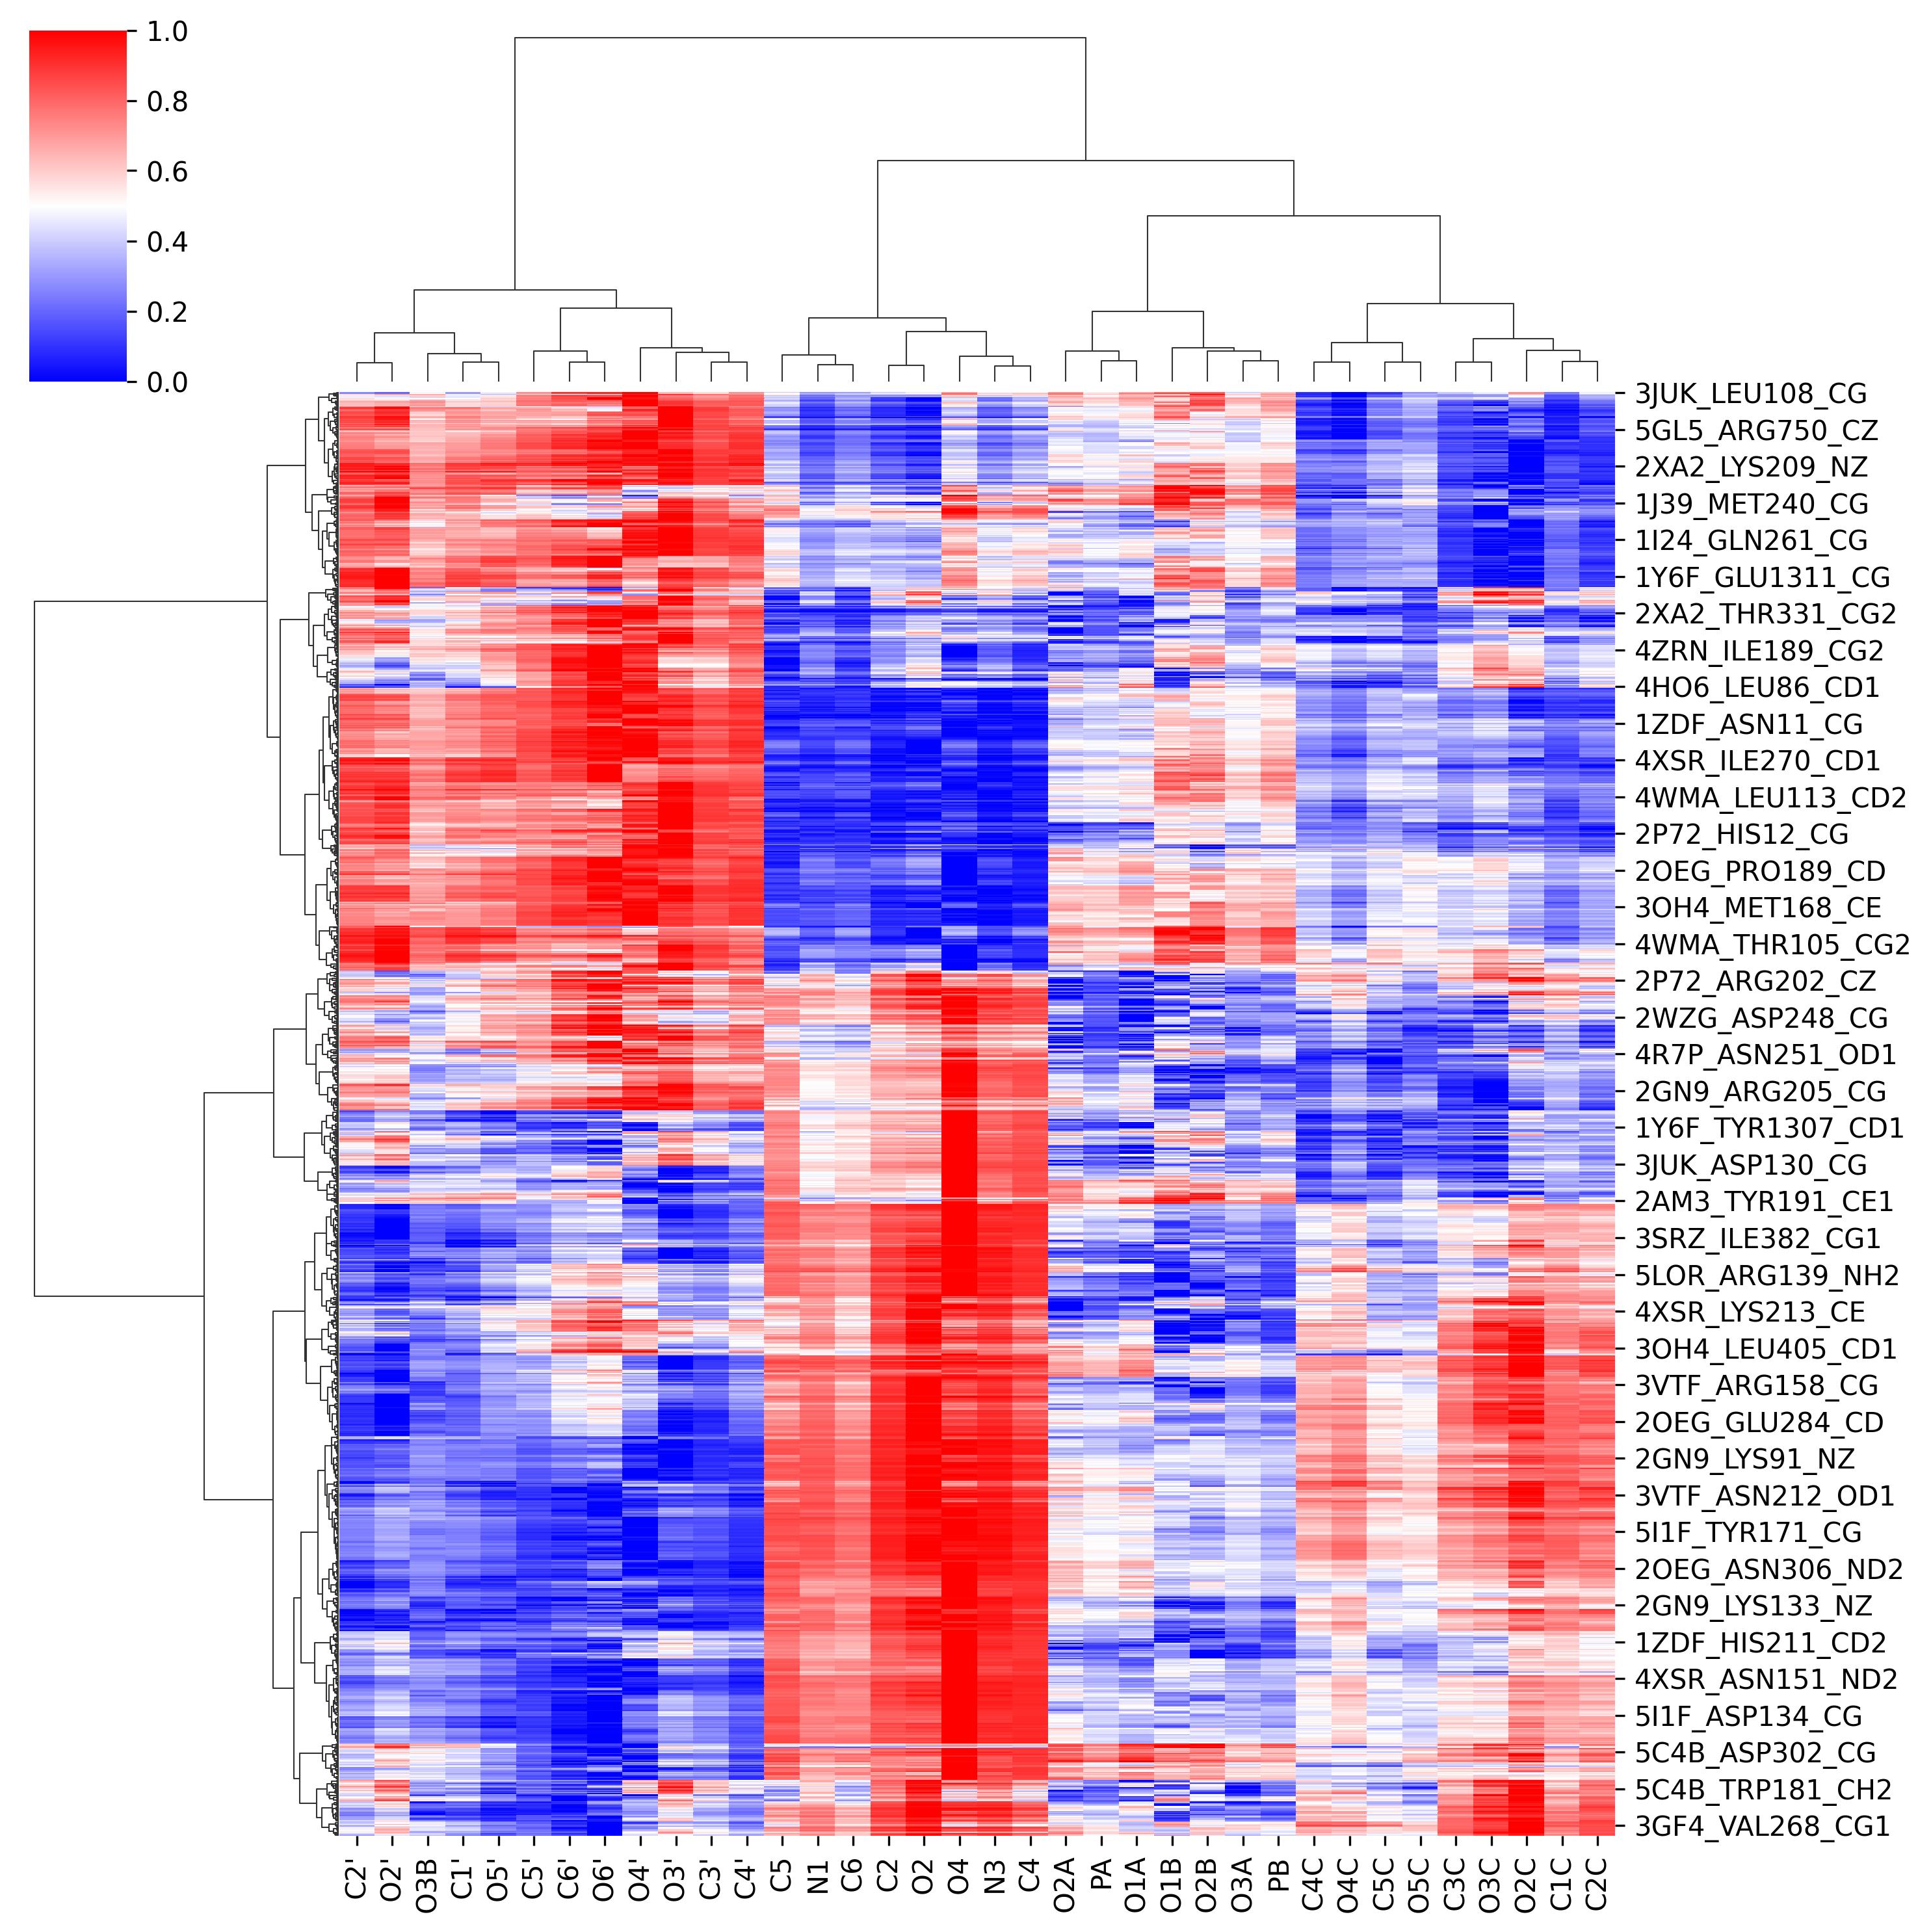 1.0
0.8
0.6
0.4
0.2
0.0
3JUK_LEU108_CG
5GL5_ARG750_CZ
2XA2_LYS209_NZ
1J39_MET240_CG
1I24_GLN261_CG
1Y6F_GLU1311_CG
2XA2_THR331_CG2
4ZRN_ILE189_CG2
4HO6_LEU86_CD1
1ZDF_ASN11_CG
4XSR_ILE270_CD1
4WMA_LEU113_CD2
2P72_HIS12_CG
2OEG_PRO189_CD
3OH4_MET168_CE
4WMA_THR105_CG2
2P72_ARG202_CZ
2WZG_ASP248_CG
4R7P_ASN251_OD1
2GN9_ARG205_CG
1Y6F_TYR1307_CD1
3JUK_ASP130_CG
2AM3_TYR191_CE1
3SRZ_ILE382_CG1
5LOR_ARG139_NH2
4XSR_LYS213_CE
3OH4_LEU405_CD1
3VTF_ARG158_CG
2OEG_GLU284_CD
2GN9_LYS91_NZ
3VTF_ASN212_OD1
5I1F_TYR171_CG
2OEG_ASN306_ND2
2GN9_LYS133_NZ
1ZDF_HIS211_CD2
4XSR_ASN151_ND2
5I1F_ASP134_CG
5C4B_ASP302_CG
5C4B_TRP181_CH2
3GF4_VAL268_CG1
C2'
O2'
O3B
C1'
O5'
C5'
C6'
O6'
O4'
O3'
C3'
C4'
C5
N1
C6
C2
O2
O4
N3
C4
O2A
PA
O1A
O1B
O2B
O3A
PB
C4C
O4C
C5C
O5C
C3C
O3C
O2C
C1C
C2C